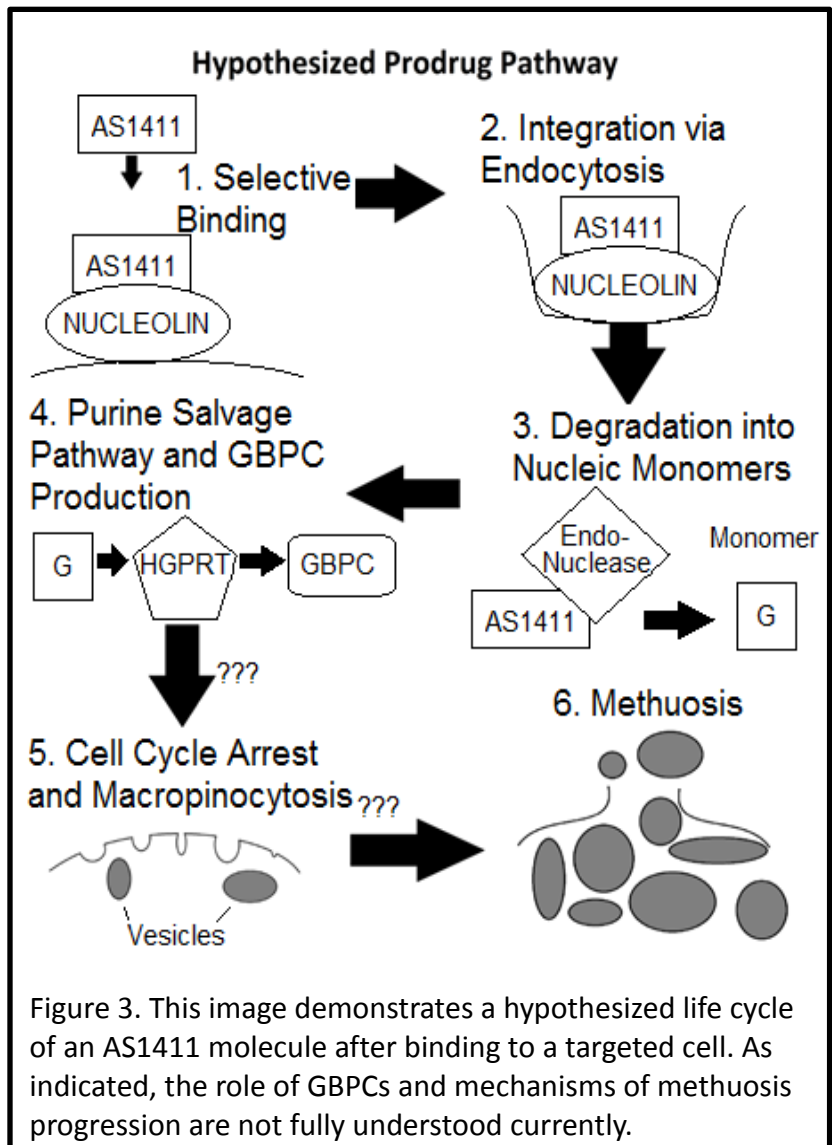 Hypothesized Prodrug Pathway
AS1411
1. Selective
Binding
AS1411
NUCLEOLIN
2. Integration via
Endocytosis
AS1411
NUCLEOLIN
3. Degradation into
Nucleic Monomers
Endo-
Nuclease
Monomer
AS1411
G
4. Purine Salvage
Pathway and GBPC
Production
G
HGPRT
GBPC
???
5. Cell Cycle Arrest
and Macropinocytosis
???
Vesicles
6. Methuosis
Figure 3. This image demonstrates a hypothesized life cycle
of an AS1411 molecule after binding to a targeted cell. As
indicated, the role of GBPCs and mechanisms of methuosis
progression are not fully understood currently.